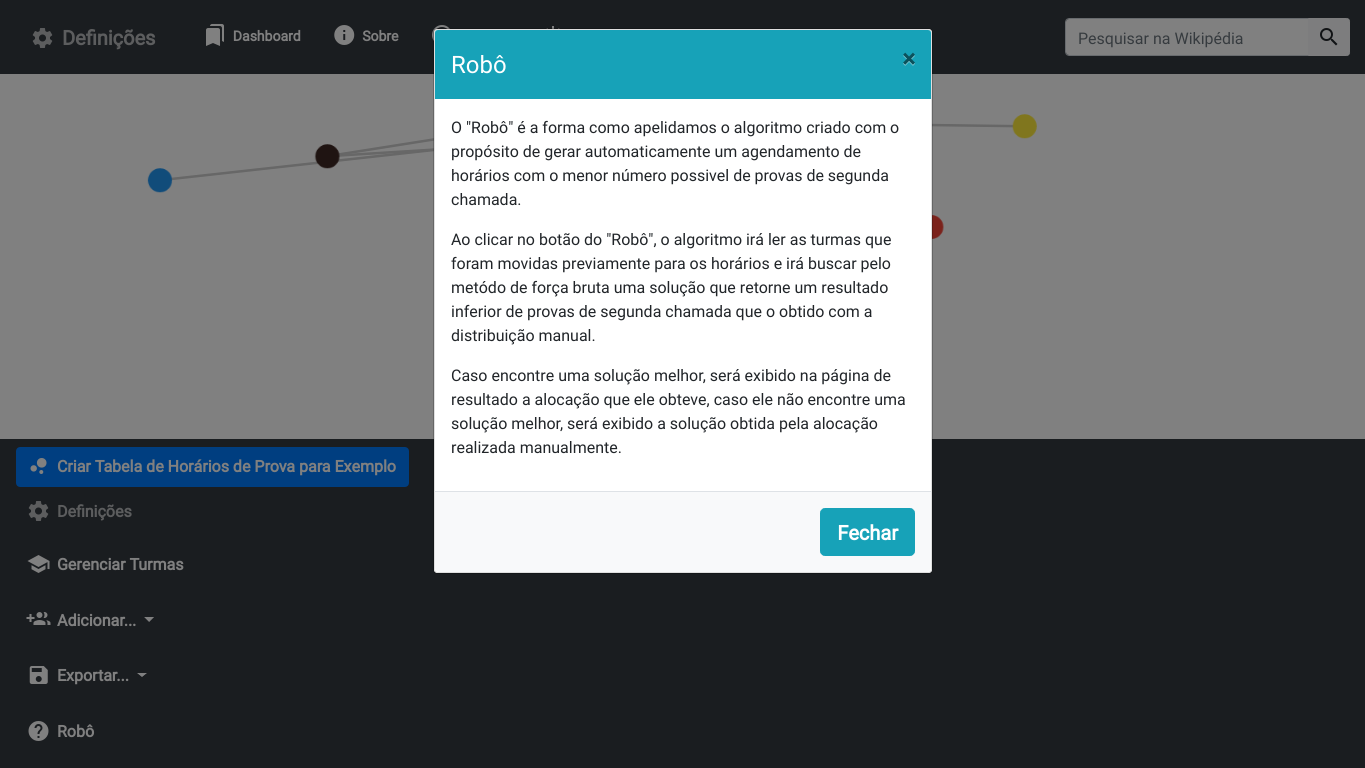 Definições
Dashboard
Sobre
Pesquisar na Wikipédia
Robô
×
O "Robô" é a forma como apelidamos o algoritmo criado com o
propósito de gerar automaticamente um agendamento de
horários com o menor número possivel de provas de segunda
chamada.
Ao clicar no botão do "Robô", o algoritmo irá ler as turmas que
foram movidas previamente para os horários e irá buscar pelo
metódo de força bruta uma solução que retorne um resultado
inferior de provas de segunda chamada que o obtido com a
distribuição manual.
Caso encontre uma solução melhor, será exibido na página de
resultado a alocação que ele obteve, caso ele não encontre uma
solução melhor, será exibido a solução obtida pela alocação
realizada manualmente.
Fechar
Criar Tabela de Horários de Prova para Exemplo
Definições
Gerenciar Turmas
Adicionar...
Exportar...
Robô